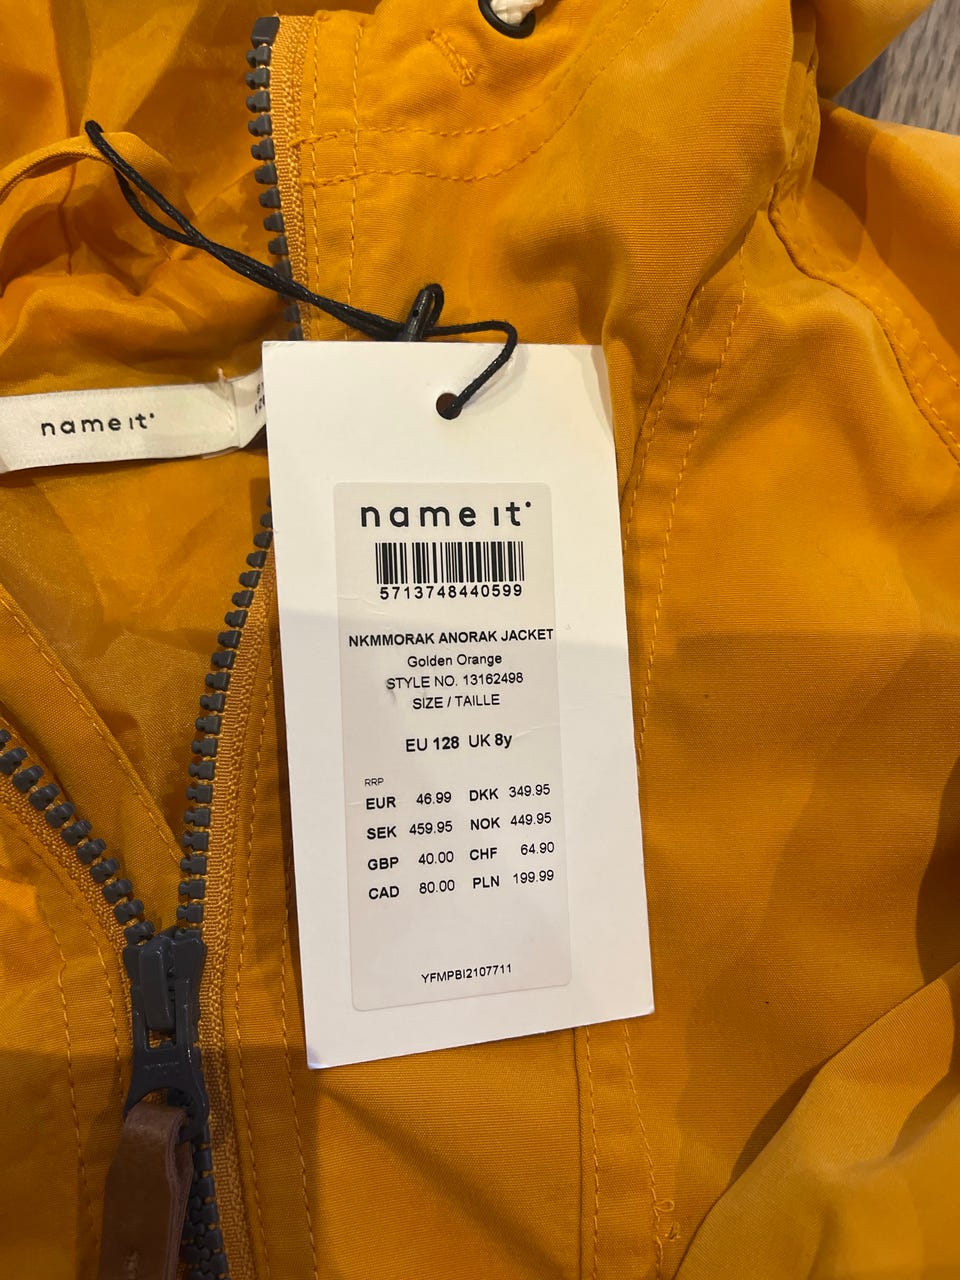 name it
name it
5713748440599
NKMMORAK ANORAK JACKET
Golden Orange
STYLE NO. 13162498
SIZE / TAILLE
EU 128 UK 8y
RRP
EUR 46.99 DKK 349.95
SEK 459.95 NOK 449.95
GBP 40.00 CHF 64.90
CAD 80.00 PLN 199.99
YFMPBI2107711